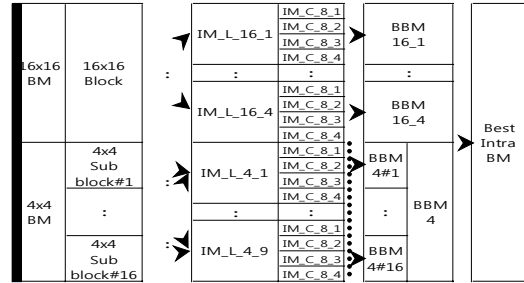 16x16
BM
16x16
Block
:
IM_L_16_1
IM_C_8_1
IM_C_8_2
IM_C_8_3
IM_C_8_4
BBM
16_1
:
:
:
IM_L_16_4
IM_C_8_1
IM_C_8_2
IM_C_8_3
IM_C_8_4
BBM
16_4
4x4
BM
4x4
Sub
block#1
:
4x4
Sub
block#16
:
:
IM_L_4_1
IM_C_8_1
IM_C_8_2
IM_C_8_3
IM_C_8_4
:
:
IM_L_4_9
IM_C_8_1
IM_C_8_2
IM_C_8_3
IM_C_8_4
BBM
4#1
:
BBM
4#16
BBM
4
Best
Intra
BM